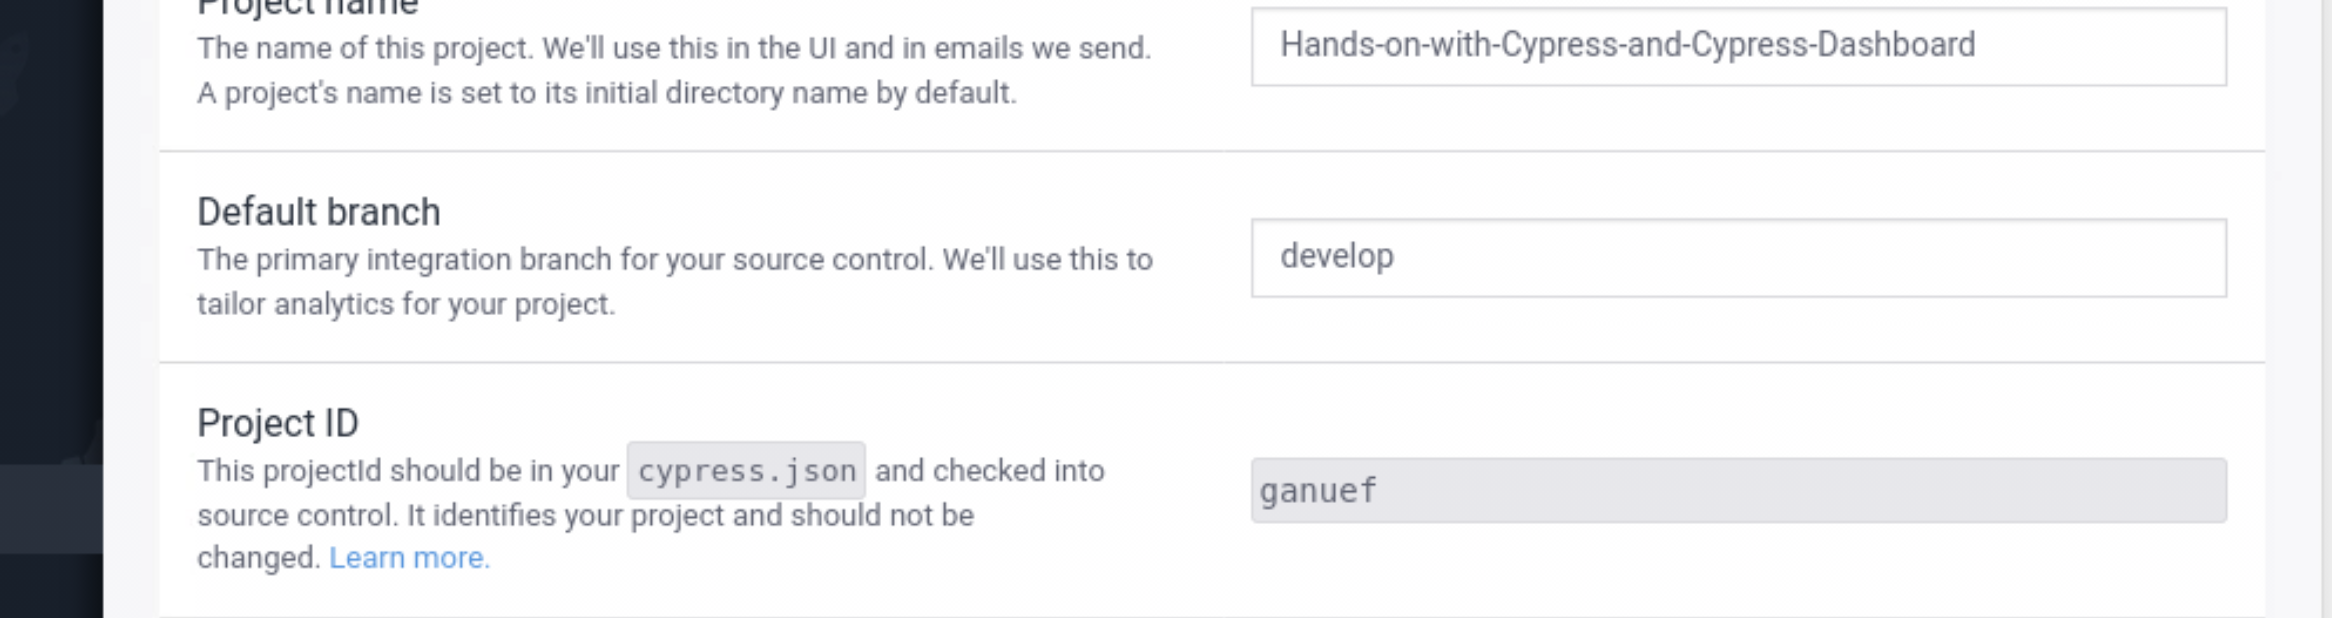 Project name
The name of this project. We'll use this in the UI and in emails we send.
A project's name is set to its initial directory name by default.
Hands-on-with-Cypress-and-Cypress-Dashboard
Default branch
The primary integration branch for your source control. We'll use this to
tailor analytics for your project.
develop
Project ID
This projectId should be in your cypress.json and checked into
source control. It identifies your project and should not be
changed. Learn more.
ganuef